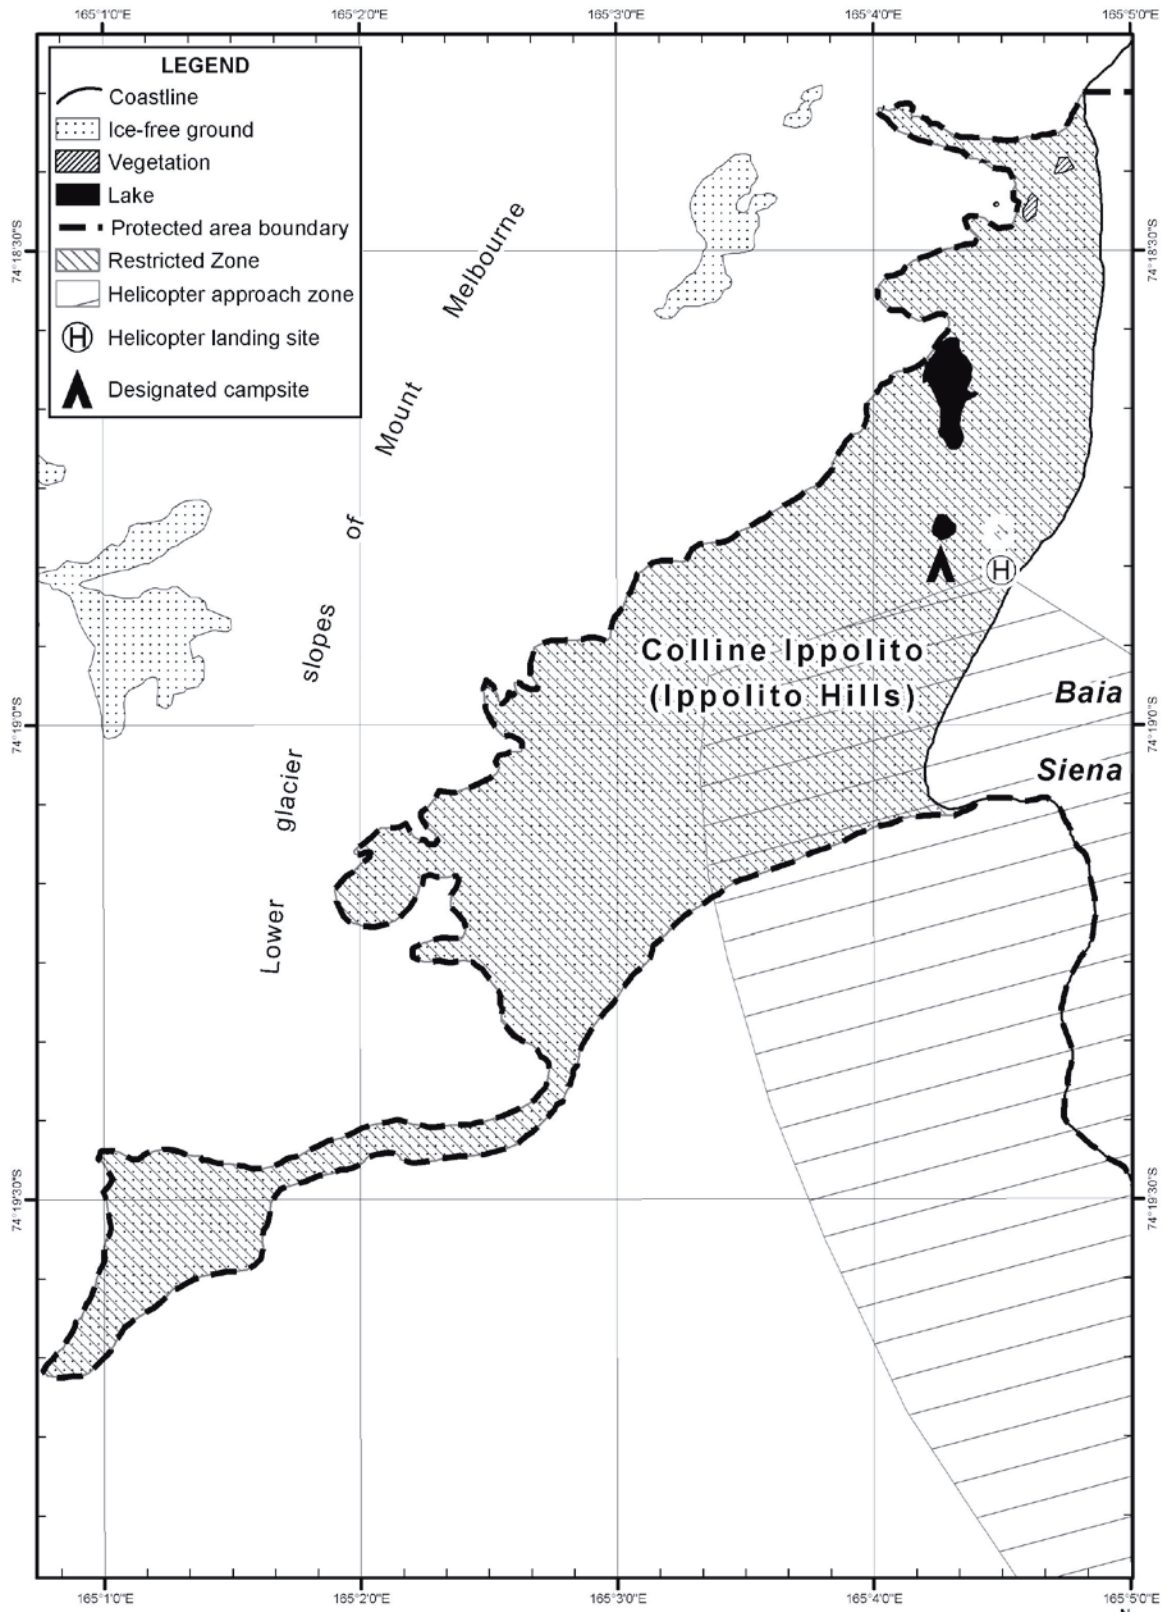 165°1'0"E 165°2'0"E 165°3'0"E 165°4'0"E 165°5'0"E
LEGEND
Coastline
Ice-free ground
Vegetation
Lake
Protected area boundary
Restricted Zone
Helicopter approach zone
H Helicopter landing site
Designated campsite
74°18'30"S
74°18'30"S
Lower glacier slopes of Mount Melbourne
H
Colline Ippolito
(Ippolito Hills)
Baia
Siena
74°19'0"S
74°19'0"S
74°19'30"S
74°19'30"S
165°1'0"E 165°2'0"E 165°3'0"E 165°4'0"E 165°5'0"E